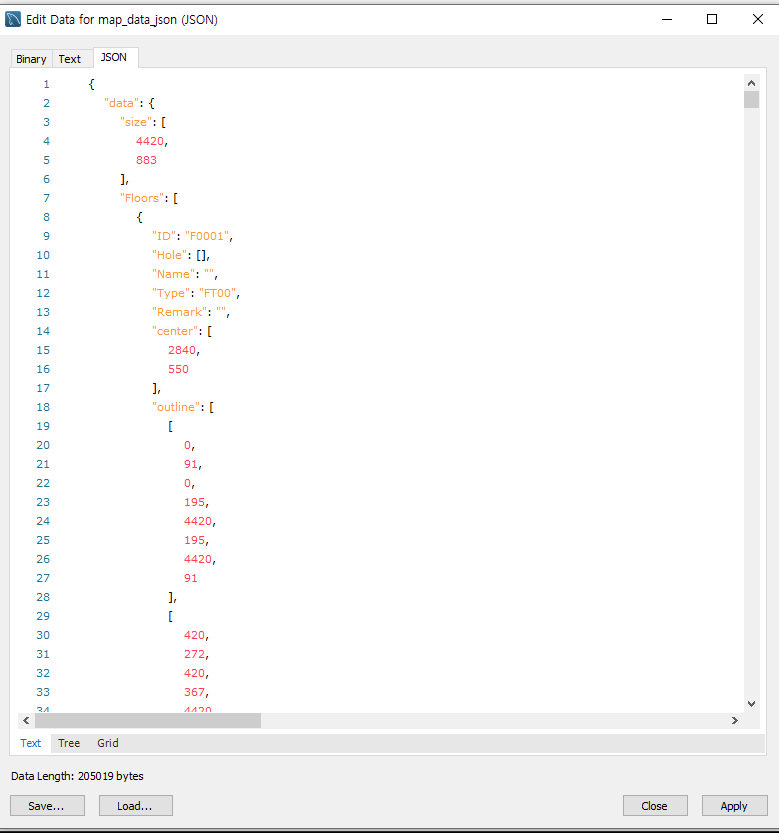 Edit Data for map_data_json (JSON)
Binary Text JSON
1 {
2 "data": {
3 "size": [
4 4420,
5 883
6 ],
7 "Floors": [
8 {
9 "ID": "F0001",
10 "Hole": [],
11 "Name": "",
12 "Type": "FT00",
13 "Remark": "",
14 "center": [
15 2840,
16 550
17 ],
18 "outline": [
19 [
20 0,
21 91,
22 0,
23 195,
24 4420,
25 195,
26 4420,
27 91
28 ],
29 [
30 420,
31 272,
32 420,
33 367,
34 4420
Text Tree Grid
Data Length: 205019 bytes
Save... Load... Close Apply